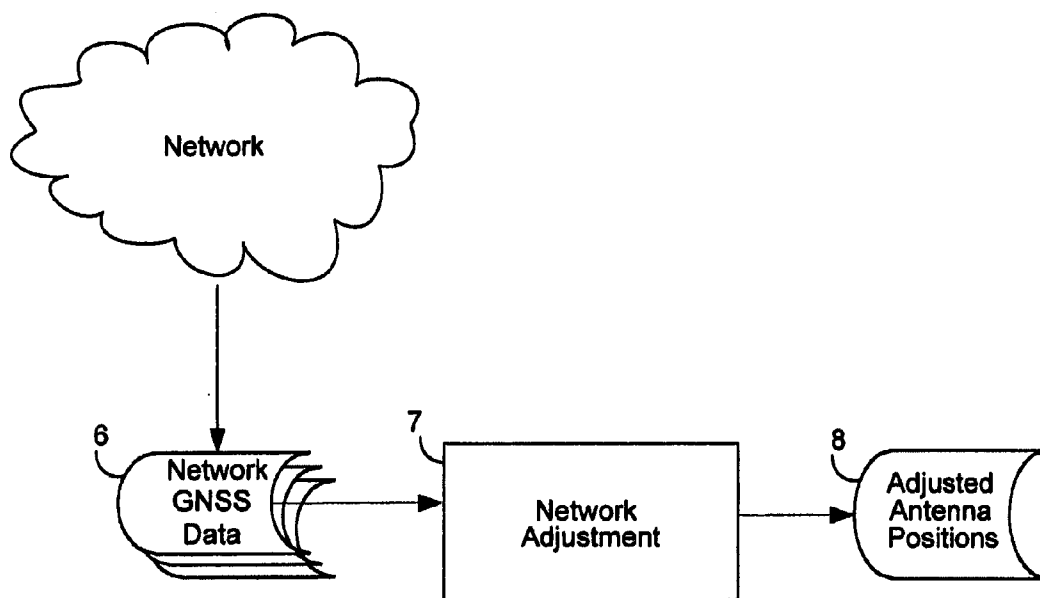 Network
6
Network
GNSS
Data
7
Network
Adjustment
8
Adjusted
Antenna
Positions